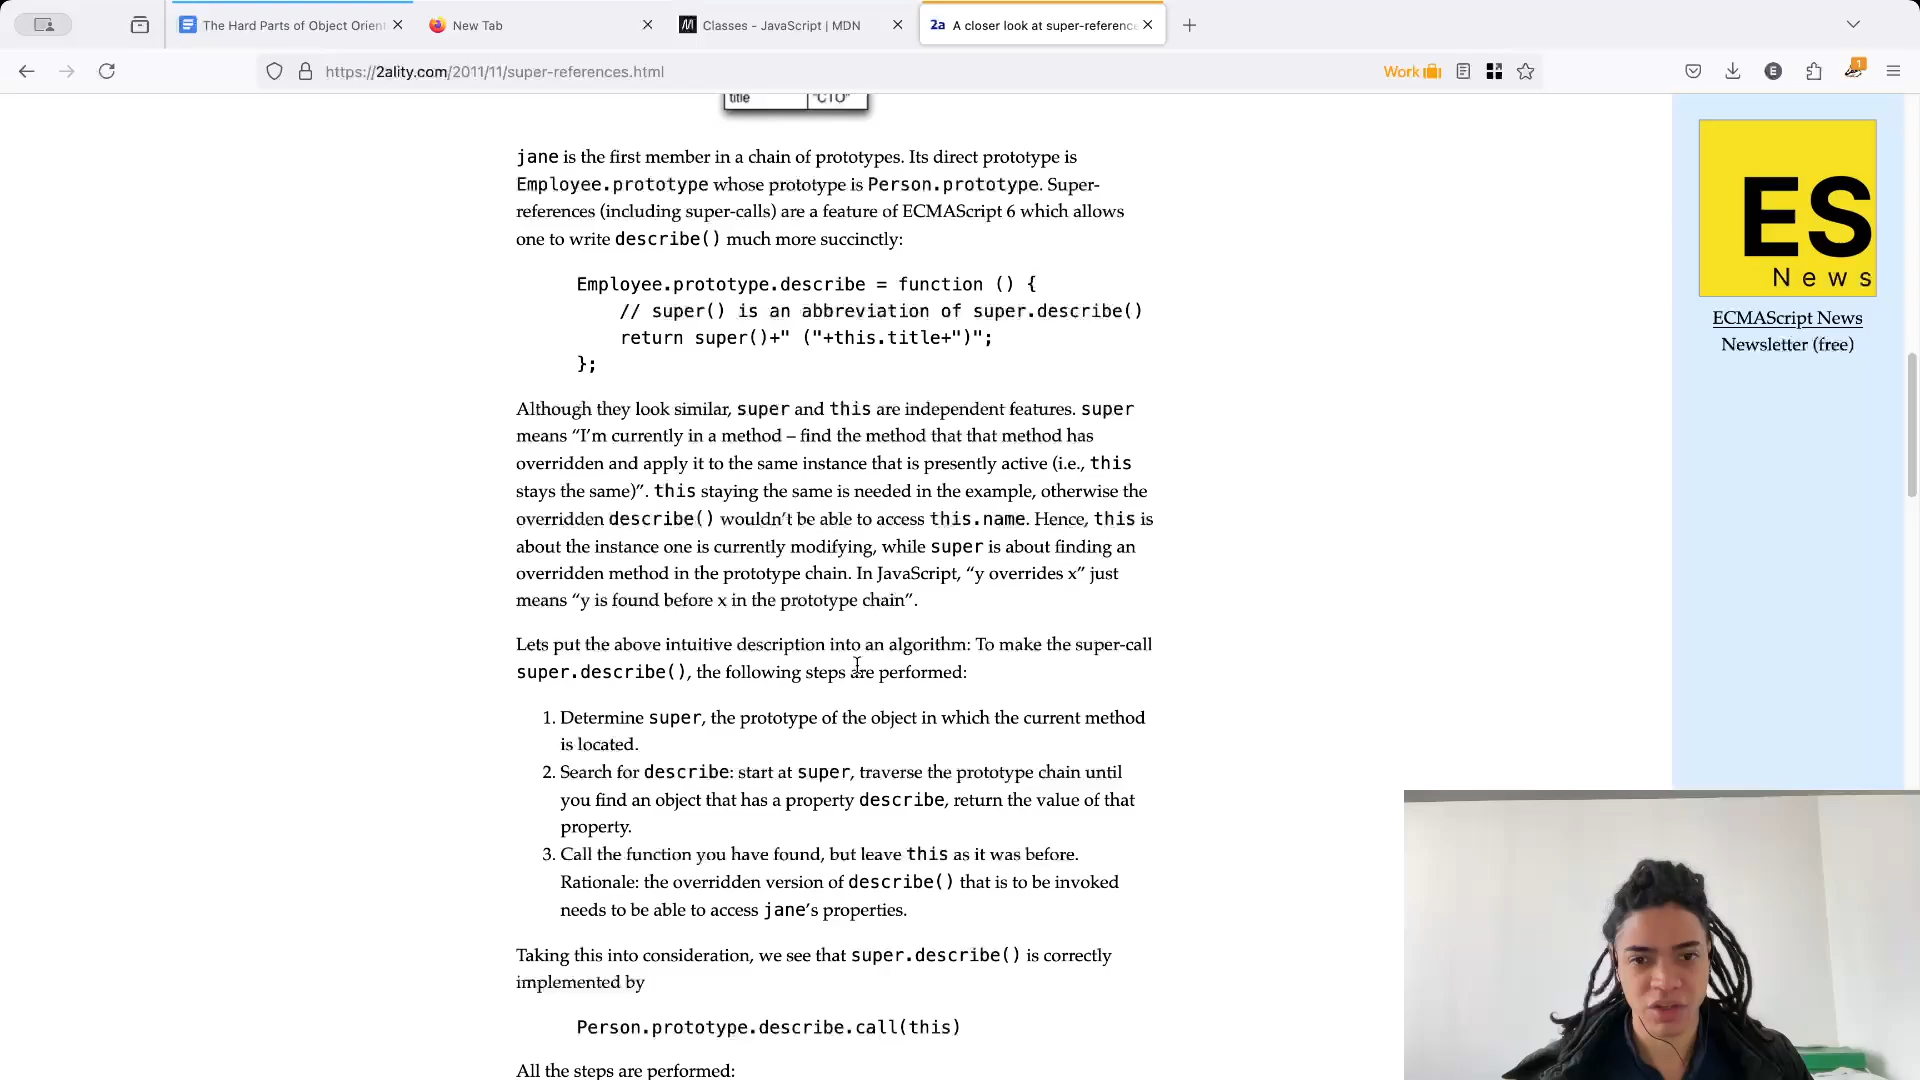 The Hard Parts of Object Orient
New Tab
Classes - JavaScript | MDN
2a A closer look at super-reference
https://2ality.com/2011/11/super-references.html
Work
E
1
title "CTO"
jane is the first member in a chain of prototypes. Its direct prototype is
Employee.prototype whose prototype is Person.prototype. Super-
references (including super-calls) are a feature of ECMAScript 6 which allows
one to write describe() much more succinctly:
Employee.prototype.describe = function () {
// super() is an abbreviation of super.describe()
return super()+" ("+this.title+")";
};
Although they look similar, super and this are independent features. super
means “I’m currently in a method – find the method that that method has
overridden and apply it to the same instance that is presently active (i.e., this
stays the same)”. this staying the same is needed in the example, otherwise the
overridden describe() wouldn’t be able to access this.name. Hence, this is
about the instance one is currently modifying, while super is about finding an
overridden method in the prototype chain. In JavaScript, “y overrides x” just
means “y is found before x in the prototype chain”.
Lets put the above intuitive description into an algorithm: To make the super-call
super.describe(), the following steps are performed:
1. Determine super, the prototype of the object in which the current method
is located.
2. Search for describe: start at super, traverse the prototype chain until
you find an object that has a property describe, return the value of that
property.
3. Call the function you have found, but leave this as it was before.
Rationale: the overridden version of describe() that is to be invoked
needs to be able to access jane’s properties.
Taking this into consideration, we see that super.describe() is correctly
implemented by
Person.prototype.describe.call(this)
All the steps are performed:
ES
News
ECMAScript News
Newsletter (free)